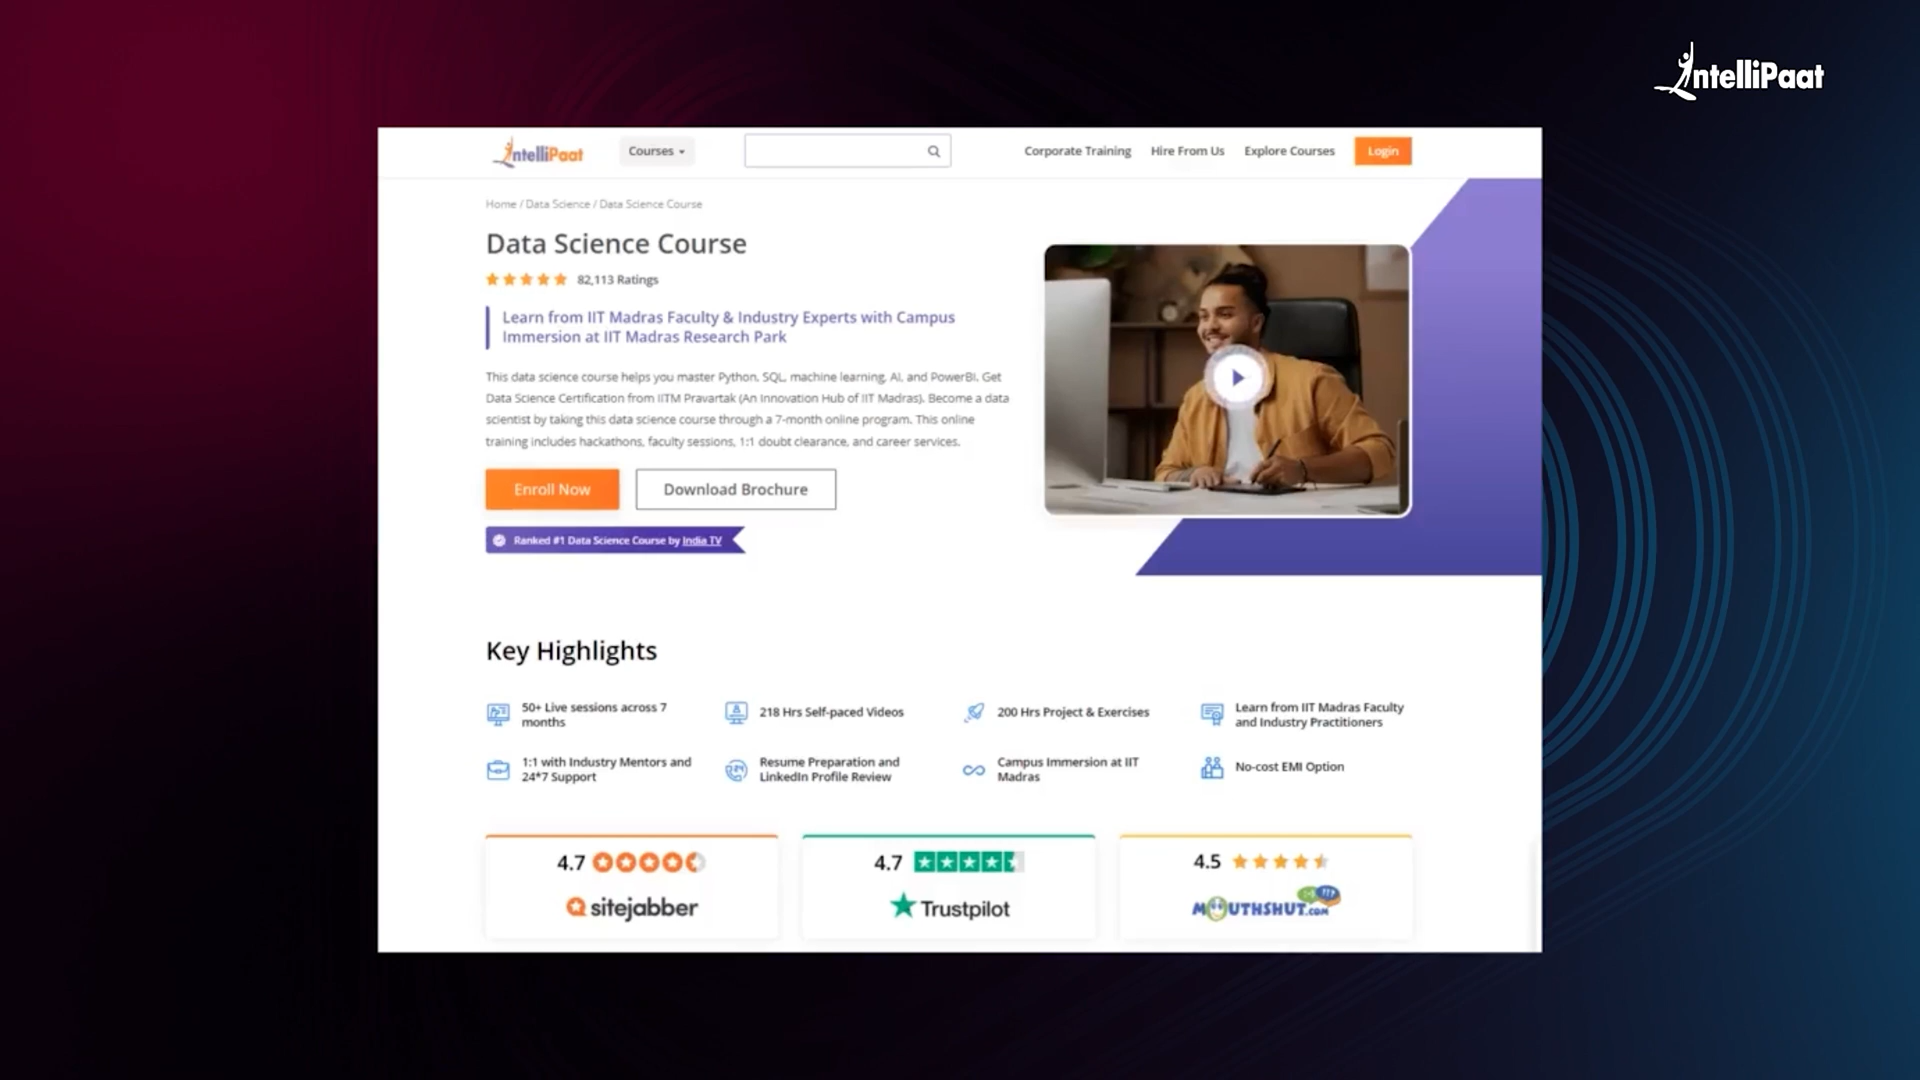 IntelliPaat
IntelliPaat
Courses
Corporate Training
Hire From Us
Explore Courses
Login
Home / Data Science / Data Science Course
Data Science Course
82,113 Ratings
Learn from IIT Madras Faculty & Industry Experts with Campus
Immersion at IIT Madras Research Park
This data science course helps you master Python, SQL, machine learning, AI, and PowerBI. Get
Data Science Certification from IITM Pravartak (An Innovation Hub of IIT Madras). Become a data
scientist by taking this data science course through a 7-month online program. This online
training includes hackathons, faculty sessions, 1:1 doubt clearance, and career services.
Enroll Now
Download Brochure
Ranked #1 Data Science Course by India TV
Key Highlights
50+ Live sessions across 7
months
218 Hrs Self-paced Videos
200 Hrs Project & Exercises
Learn from IIT Madras Faculty
and Industry Practitioners
1:1 with Industry Mentors and
24*7 Support
Resume Preparation and
LinkedIn Profile Review
Campus Immersion at IIT
Madras
No-cost EMI Option
4.7
sitejabber
4.7
Trustpilot
4.5
MOUTHSHUT.COM